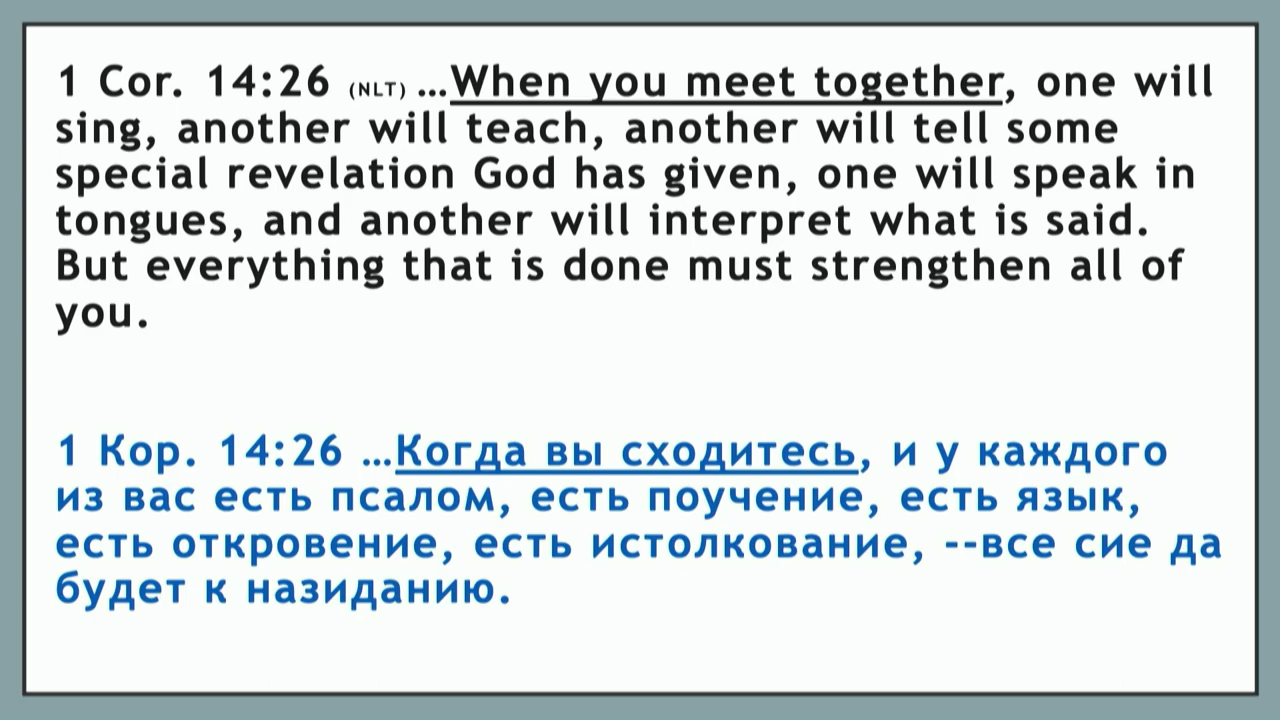 1 Cor. 14:26 (NLT) …When you meet together, one will
sing, another will teach, another will tell some
special revelation God has given, one will speak in
tongues, and another will interpret what is said.
But everything that is done must strengthen all of
you.
1 Кор. 14:26 …Когда вы сходитесь, и у каждого
из вас есть псалом, есть поучение, есть язык,
есть откровение, есть истолкование, --все сие да
будет к назиданию.